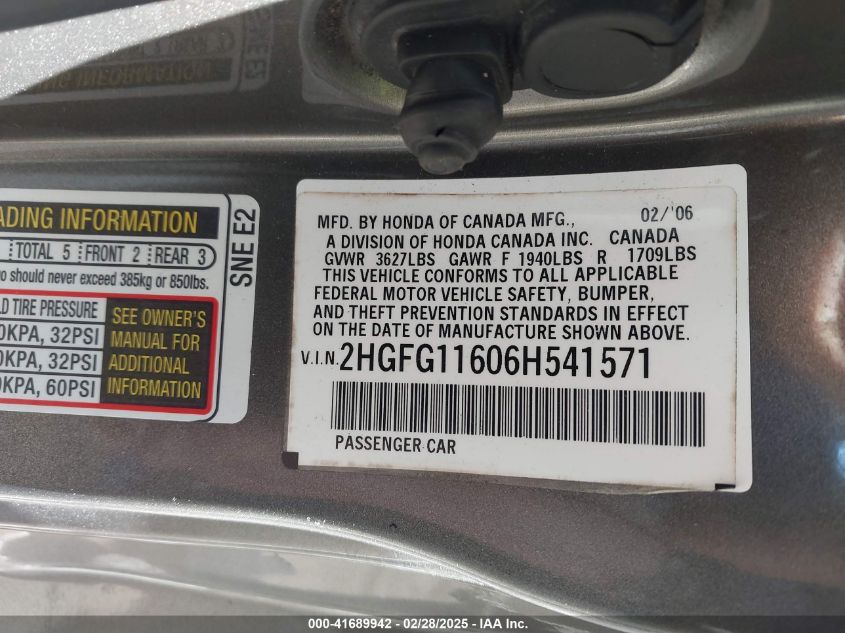 ADING INFORMATION
TOTAL 5 FRONT 2 REAR 3
should never exceed 385kg or 850lbs.
TIRE PRESSURE
KPA, 32PSI
KPA, 32PSI
KPA, 60PSI
SEE OWNER'S
MANUAL FOR
ADDITIONAL
INFORMATION
SNE E2
MFD. BY HONDA OF CANADA MFG., 02/'06
A DIVISION OF HONDA CANADA INC. CANADA
GVWR 3627LBS GAWR F 1940LBS R 1709LBS
THIS VEHICLE CONFORMS TO ALL APPLICABLE
FEDERAL MOTOR VEHICLE SAFETY, BUMPER,
AND THEFT PREVENTION STANDARDS IN EFFECT
ON THE DATE OF MANUFACTURE SHOWN ABOVE.
V.I.N. 2HGFG11606H541571
PASSENGER CAR
000-41689942 - 02/28/2025 - IAA, Inc.